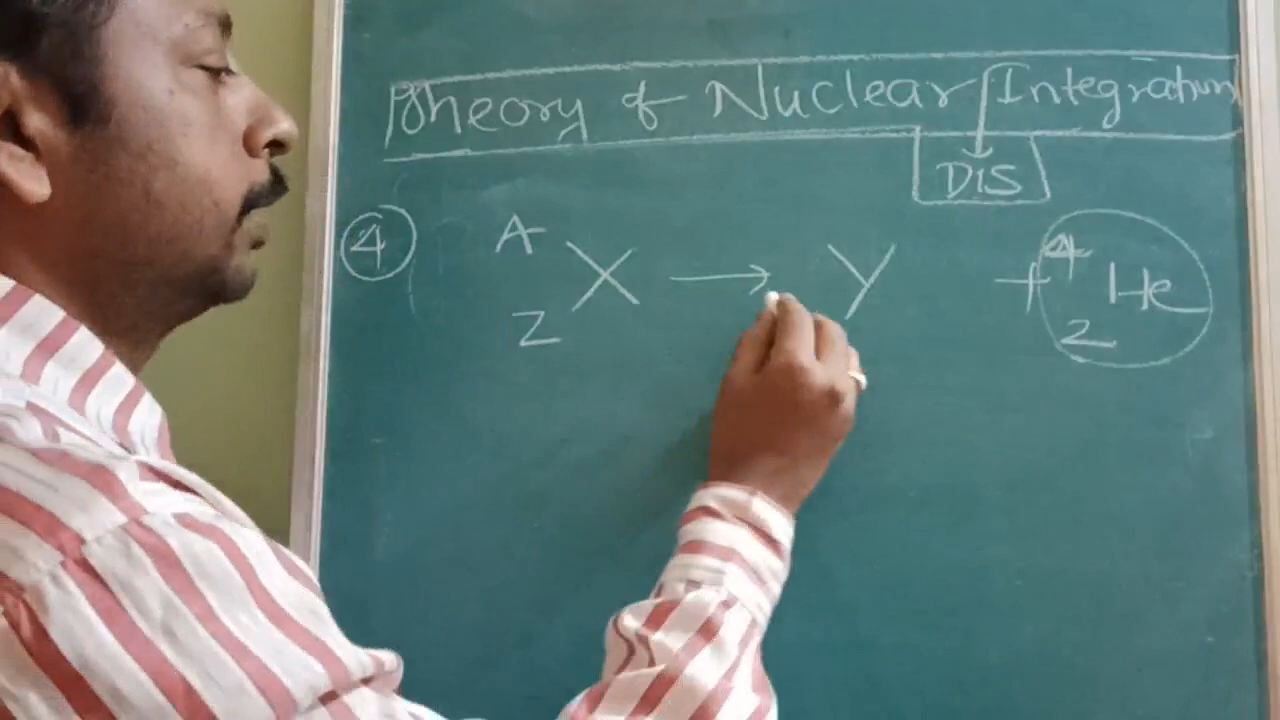 Theory of Nuclear Integration
DIS
4 A X → Y + 4 He
Z 2